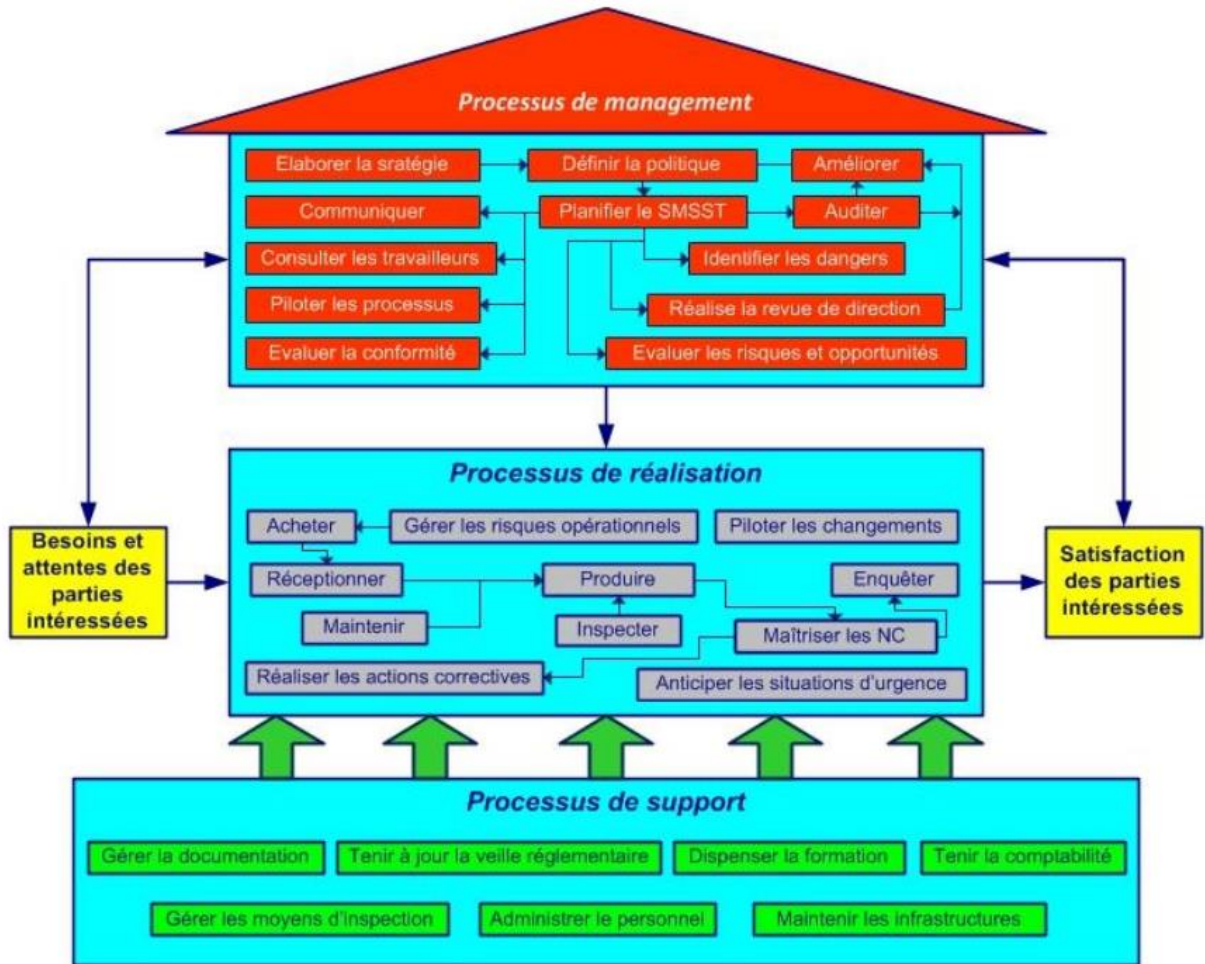 Processus de management
Elaborer la sratégie
Définir la politique
Améliorer
Communiquer
Planifier le SMSST
Auditer
Consulter les travailleurs
Identifier les dangers
Piloter les processus
Réalise la revue de direction
Evaluer la conformité
Evaluer les risques et opportunités
Processus de réalisation
Acheter
Gérer les risques opérationnels
Piloter les changements
Besoins et
attentes des
parties
intéressées
Réceptionner
Produire
Enquêter
Maintenir
Inspecter
Maîtriser les NC
Réaliser les actions correctives
Anticiper les situations d'urgence
Satisfaction
des parties
intéressées
Processus de support
Gérer la documentation
Tenir à jour la veille réglementaire
Dispenser la formation
Tenir la comptabilité
Gérer les moyens d'inspection
Administrer le personnel
Maintenir les infrastructures